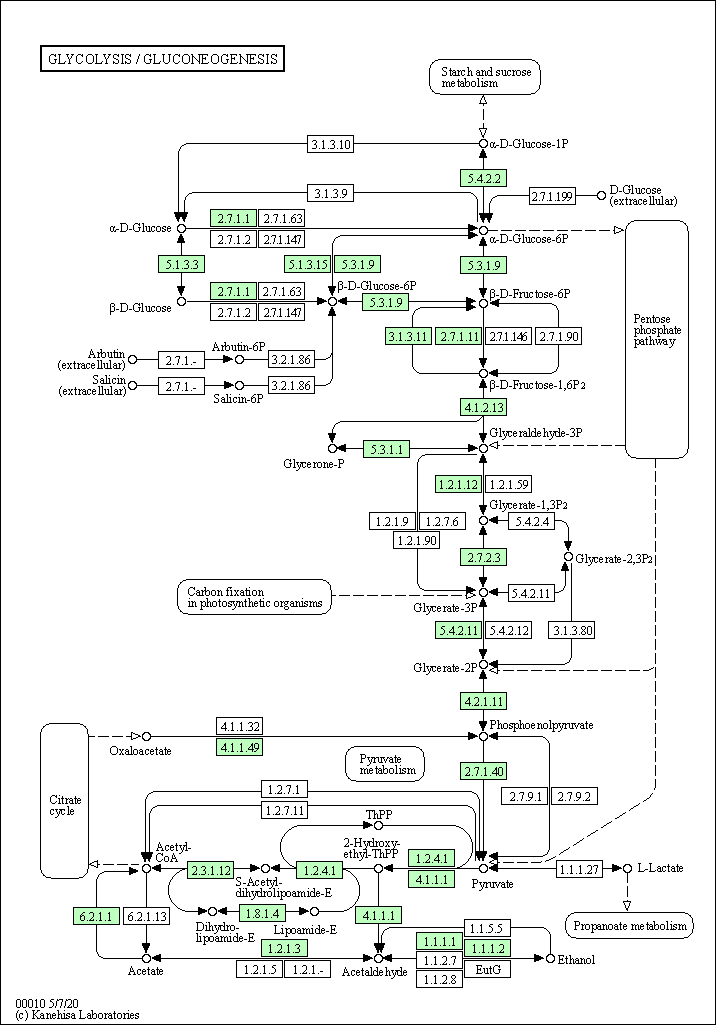 GLYCOLYSIS / GLUCONEOGENESIS
Starch and sucrose
metabolism
3.1.3.10
α-D-Glucose-1P
5.4.2.2
3.1.3.9
2.7.1.199
D-Glucose
(extracellular)
α-D-Glucose
2.7.1.1
2.7.1.63
2.7.1.2
2.7.1.147
α-D-Glucose-6P
5.1.3.3
5.1.3.15
5.3.1.9
5.3.1.9
β-D-Glucose
2.7.1.1
2.7.1.63
2.7.1.2
2.7.1.147
β-D-Glucose-6P
5.3.1.9
β-D-Fructose-6P
Pentose
phosphate
pathway
3.1.3.11
2.7.1.11
2.7.1.146
2.7.1.90
Arbutin
(extracellular)
2.7.1.-
Arbutin-6P
3.2.1.86
Salicin
(extracellular)
2.7.1.-
Salicin-6P
3.2.1.86
β-D-Fructose-1,6P2
4.1.2.13
Glyceraldehyde-3P
Glycerone-P
5.3.1.1
1.2.1.12
1.2.1.59
Glycerate-1,3P2
1.2.1.9
1.2.7.6
1.2.1.90
5.4.2.4
2.7.2.3
Glycerate-2,3P2
Carbon fixation
in photosynthetic organisms
5.4.2.11
Glycerate-3P
5.4.2.11
5.4.2.12
3.1.3.80
Glycerate-2P
4.2.1.11
4.1.1.32
Oxaloacetate
4.1.1.49
Phosphoenolpyruvate
Pyruvate
metabolism
2.7.1.40
Citrate
cycle
1.2.7.1
1.2.7.11
2.7.9.1
2.7.9.2
ThPP
2-Hydroxy-
ethyl-ThPP
Acetyl-
CoA
2.3.1.12
S-Acetyl-
dihydrolipoamide-E
1.2.4.1
1.2.4.1
4.1.1.1
Pyruvate
1.1.1.27
L-Lactate
6.2.1.1
6.2.1.13
Dihydro-
lipoamide-E
1.8.1.4
Lipoamide-E
4.1.1.1
Propanoate metabolism
1.1.5.5
1.2.1.3
1.1.1.1
1.1.1.2
Acetate
1.2.1.5
1.2.1.-
Acetaldehyde
1.1.2.7
EutG
1.1.2.8
Ethanol
00010 5/7/20
(c) Kanehisa Laboratories